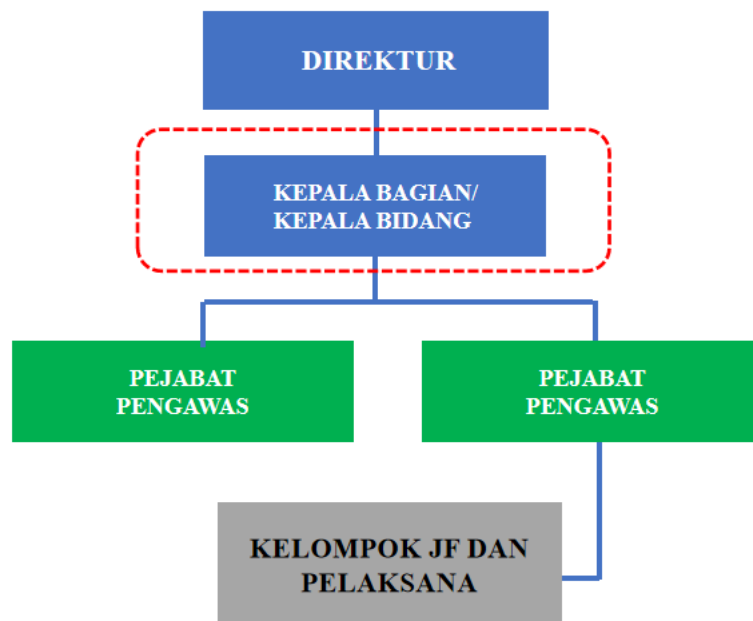 DIREKTUR
KEPALA BAGIAN/
KEPALA BIDANG
PEJABAT
PENGAWAS
PEJABAT
PENGAWAS
KELOMPOK JF DAN
PELAKSANA